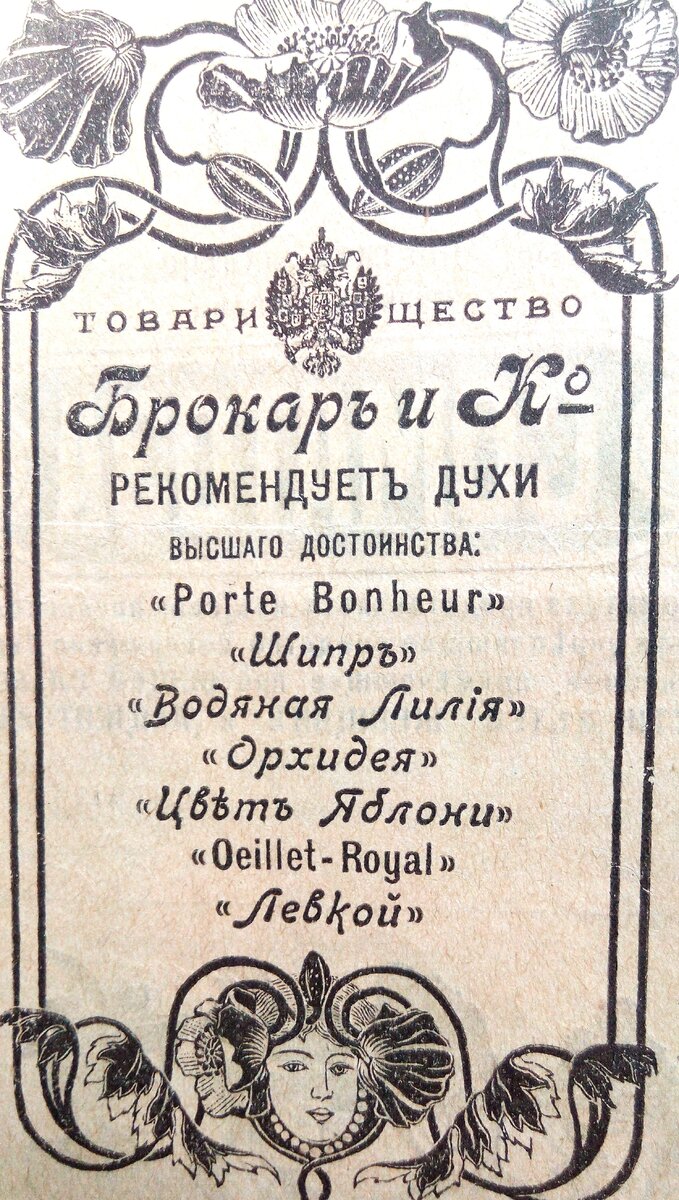 ТОВАРИЩЕСТВО
Брокаръ и Ко
РЕКОМЕНДУЕТЪ ДУХИ
ВЫСШАГО ДОСТОИНСТВА:
«Porte Bonheur»
«Шипръ»
«Водяная Лилія»
«Орхидея»
«Цвѣтъ Яблони»
«Oeillet-Royal»
«Левкой»